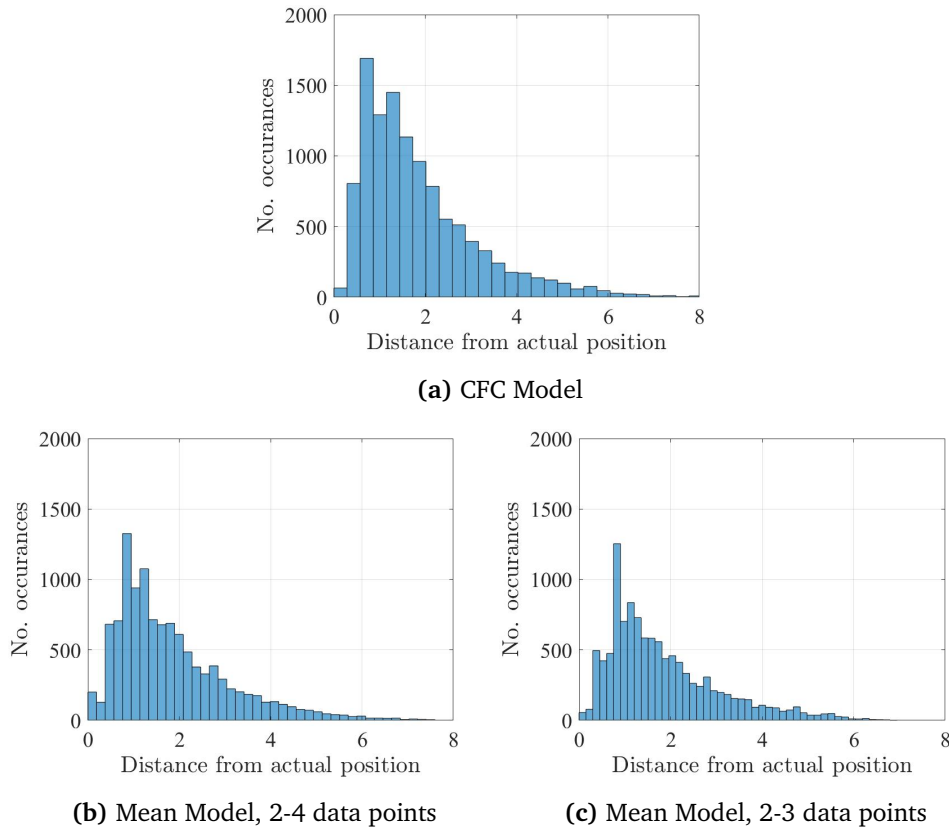 2000
1500
1000
500
0
No. occurances
0 2 4 6 8
Distance from actual position
(a) CFC Model
2000
1500
1000
500
0
No. occurances
0 2 4 6 8
Distance from actual position
(b) Mean Model, 2-4 data points
2000
1500
1000
500
0
No. occurances
0 2 4 6 8
Distance from actual position
(c) Mean Model, 2-3 data points